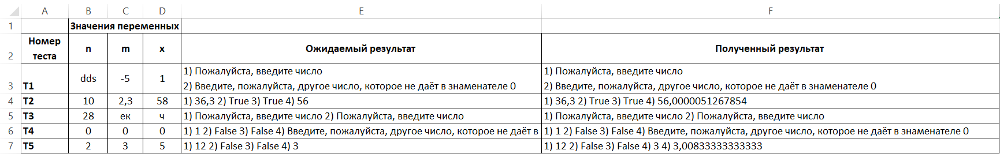 A B C D E F
1 Значения переменных
2 Номер теста n m x Ожидаемый результат Полученный результат
3 T1 dds -5 1 1) Пожалуйста, введите число 1) Пожалуйста, введите число
2) Введите, пожалуйста, другое число, которое не даёт в знаменателе 0 2) Введите, пожалуйста, другое число, которое не даёт в знаменателе 0
4 T2 10 2,3 58 1) 36,3 2) True 3) True 4) 56 1) 36,3 2) True 3) True 4) 56,0000051267854
5 T3 28 ек ч 1) Пожалуйста, введите число 2) Пожалуйста, введите число 1) Пожалуйста, введите число 2) Пожалуйста, введите число
6 T4 0 0 0 1) 1 2) False 3) False 4) Введите, пожалуйста, другое число, которое не даёт в 1) 1 2) False 3) False 4) Введите, пожалуйста, другое число, которое не даёт в знаменателе 0
7 T5 2 3 5 1) 12 2) False 3) False 4) 3 1) 12 2) False 3) False 4) 3 4) 3,00833333333333